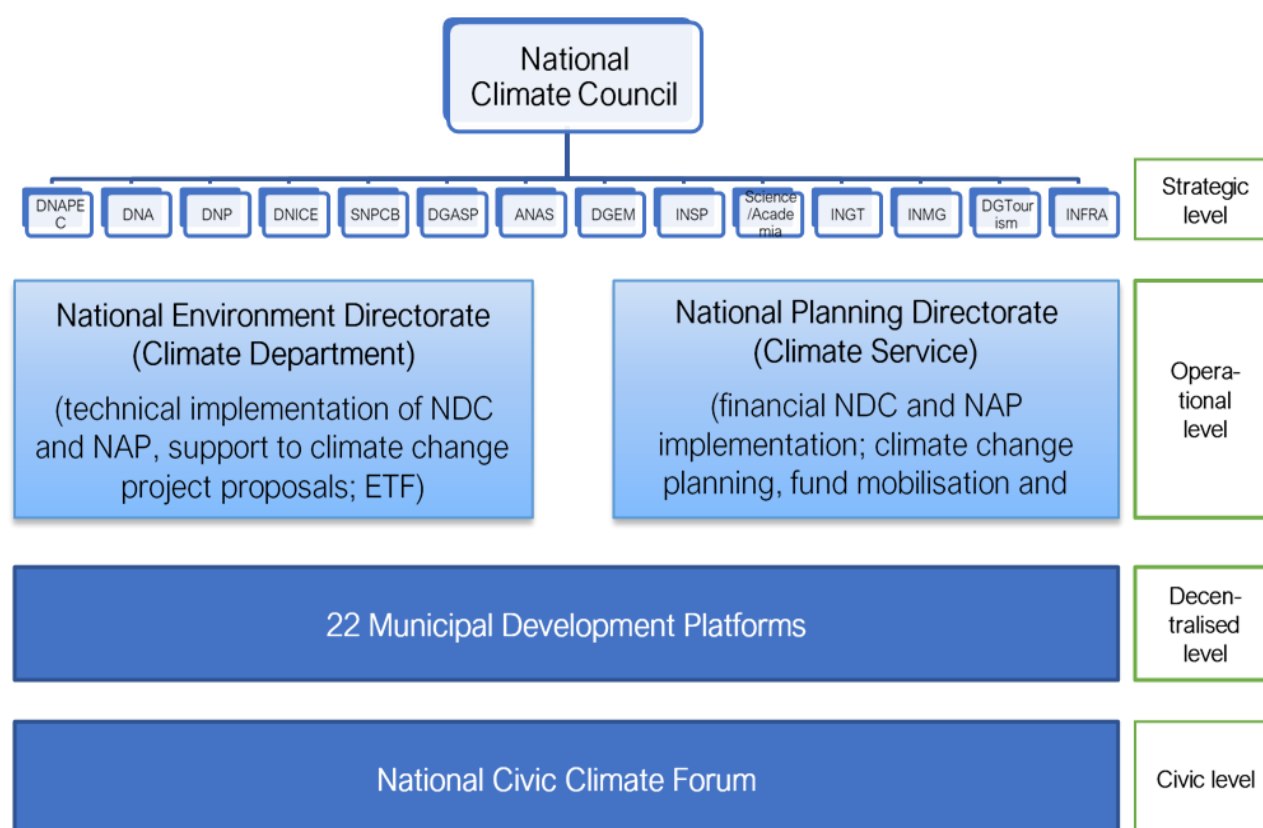 National
Climate Council
DNAPE
C
DNA
DNP
DNICE
SNPCB
DGASP
ANAS
DGEM
INSP
Science
/Acade
mia
INGT
INMG
DGTour
ism
INFRA
Strategic
level
National Environment Directorate
(Climate Department)
(technical implementation of NDC
and NAP, support to climate change
project proposals; ETF)
National Planning Directorate
(Climate Service)
(financial NDC and NAP
implementation; climate change
planning, fund mobilisation and
Opera-
tional
level
22 Municipal Development Platforms
Decen-
tralised
level
National Civic Climate Forum
Civic level